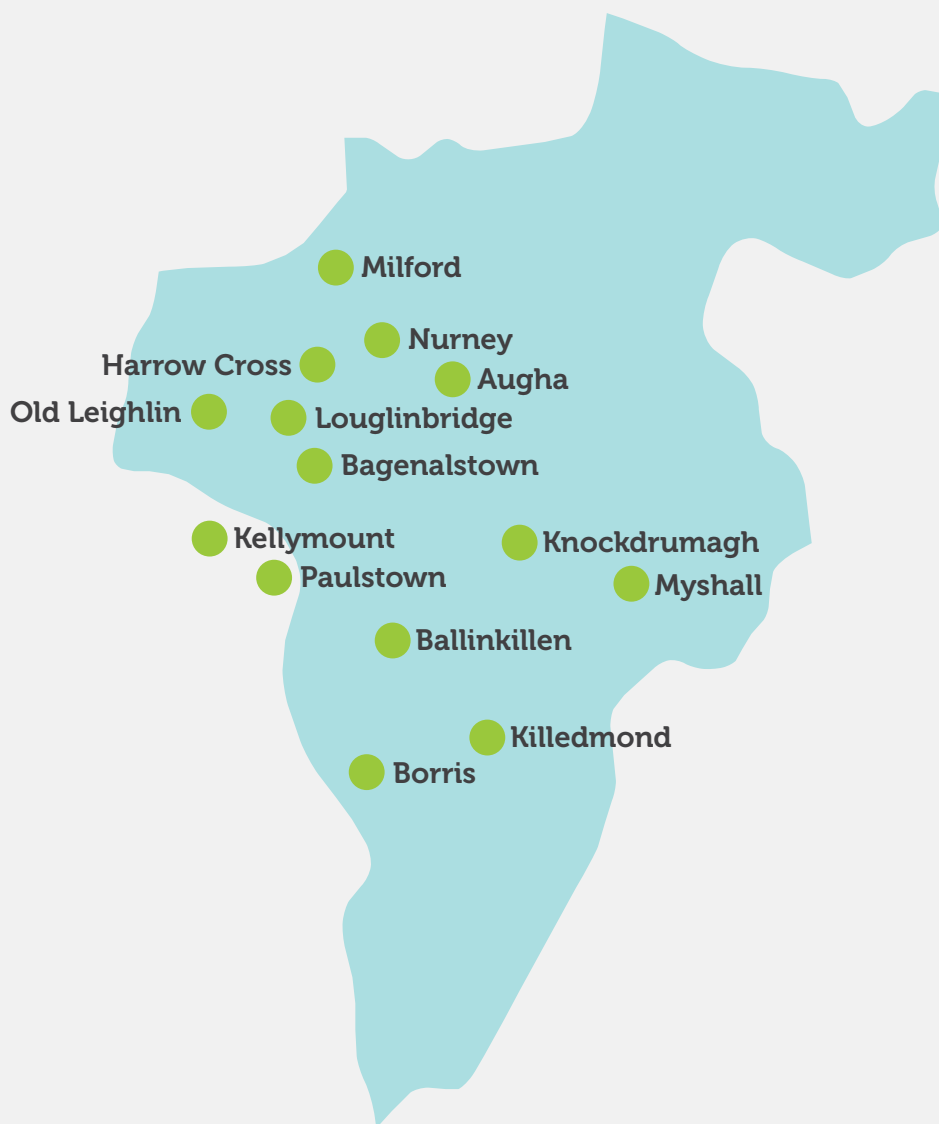 Milford
Nurney
Harrow Cross
Augha
Old Leighlin
Louglinbridge
Bagenalstown
Kellymount
Knockdrumagh
Paulstown
Myshall
Ballinkillen
Killedmond
Borris